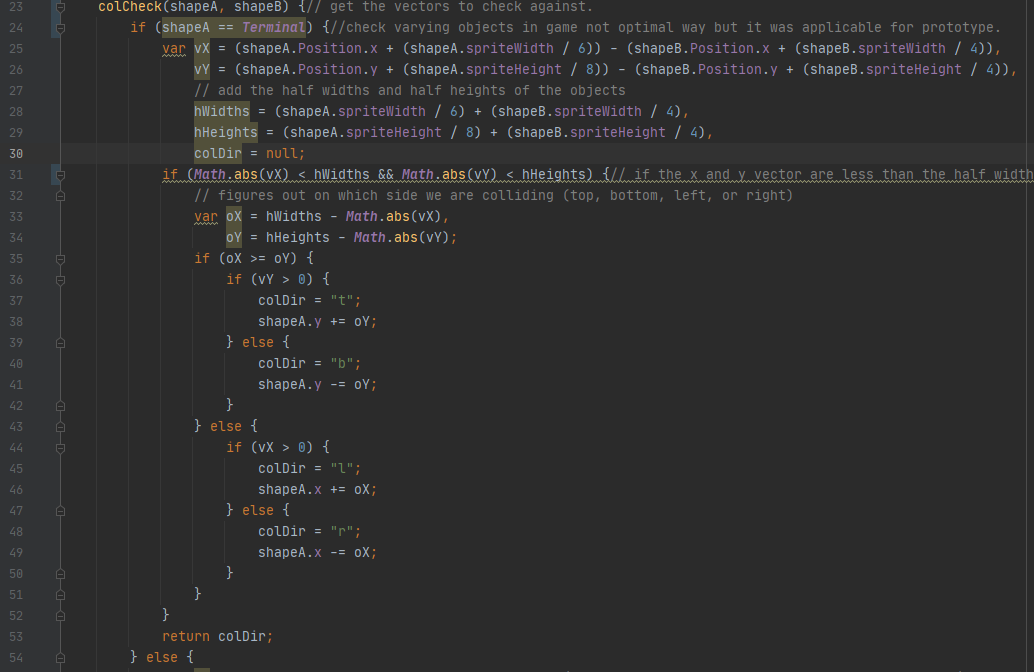 23 colCheck(shapeA, shapeB) {// get the vectors to check against.
24 if (shapeA == Terminal) {//check varying objects in game not optimal way but it was applicable for prototype.
25 var vX = (shapeA.Position.x + (shapeA.spriteWidth / 6)) - (shapeB.Position.x + (shapeB.spriteWidth / 4)),
26 vY = (shapeA.Position.y + (shapeA.spriteHeight / 8)) - (shapeB.Position.y + (shapeB.spriteHeight / 4)),
27 // add the half widths and half heights of the objects
28 hWidths = (shapeA.spriteWidth / 6) + (shapeB.spriteWidth / 4),
29 hHeights = (shapeA.spriteHeight / 8) + (shapeB.spriteHeight / 4),
30 colDir = null;
31 if (Math.abs(vX) < hWidths && Math.abs(vY) < hHeights) {// if the x and y vector are less than the half width
32 // figures out on which side we are colliding (top, bottom, left, or right)
33 var oX = hWidths - Math.abs(vX),
34 oY = hHeights - Math.abs(vY);
35 if (oX >= oY) {
36 if (vY > 0) {
37 colDir = "t";
38 shapeA.y += oY;
39 } else {
40 colDir = "b";
41 shapeA.y -= oY;
42 }
43 } else {
44 if (vX > 0) {
45 colDir = "l";
46 shapeA.x += oX;
47 } else {
48 colDir = "r";
49 shapeA.x -= oX;
50 }
51 }
52 }
53 return colDir;
54 } else {